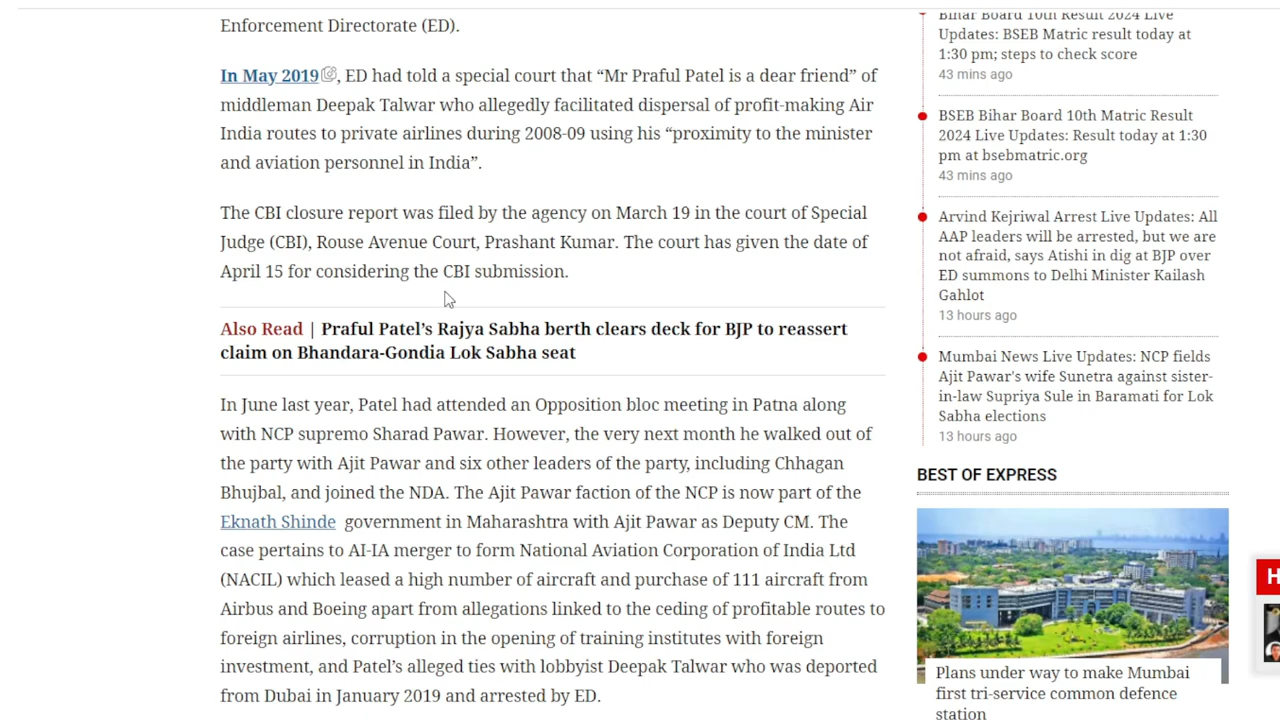 Enforcement Directorate (ED).
In May 2019, ED had told a special court that “Mr Praful Patel is a dear friend” of
middleman Deepak Talwar who allegedly facilitated dispersal of profit-making Air
India routes to private airlines during 2008-09 using his “proximity to the minister
and aviation personnel in India”.
The CBI closure report was filed by the agency on March 19 in the court of Special
Judge (CBI), Rouse Avenue Court, Prashant Kumar. The court has given the date of
April 15 for considering the CBI submission.
Also Read | Praful Patel’s Rajya Sabha berth clears deck for BJP to reassert
claim on Bhandara-Gondia Lok Sabha seat
In June last year, Patel had attended an Opposition bloc meeting in Patna along
with NCP supremo Sharad Pawar. However, the very next month he walked out of
the party with Ajit Pawar and six other leaders of the party, including Chhagan
Bhujbal, and joined the NDA. The Ajit Pawar faction of the NCP is now part of the
Eknath Shinde government in Maharashtra with Ajit Pawar as Deputy CM. The
case pertains to AI-IA merger to form National Aviation Corporation of India Ltd
(NACIL) which leased a high number of aircraft and purchase of 111 aircraft from
Airbus and Boeing apart from allegations linked to the ceding of profitable routes to
foreign airlines, corruption in the opening of training institutes with foreign
investment, and Patel’s alleged ties with lobbyist Deepak Talwar who was deported
from Dubai in January 2019 and arrested by ED.
Bihar Board 10th Result 2024 Live
Updates: BSEB Matric result today at
1:30 pm; steps to check score
43 mins ago
BSEB Bihar Board 10th Matric Result
2024 Live Updates: Result today at 1:30
pm at bsebmatric.org
43 mins ago
Arvind Kejriwal Arrest Live Updates: All
AAP leaders will be arrested, but we are
not afraid, says Atishi in dig at BJP over
ED summons to Delhi Minister Kailash
Gahlot
13 hours ago
Mumbai News Live Updates: NCP fields
Ajit Pawar's wife Sunetra against sister-
in-law Supriya Sule in Baramati for Lok
Sabha elections
13 hours ago
BEST OF EXPRESS
Plans under way to make Mumbai
first tri-service common defence
station
H